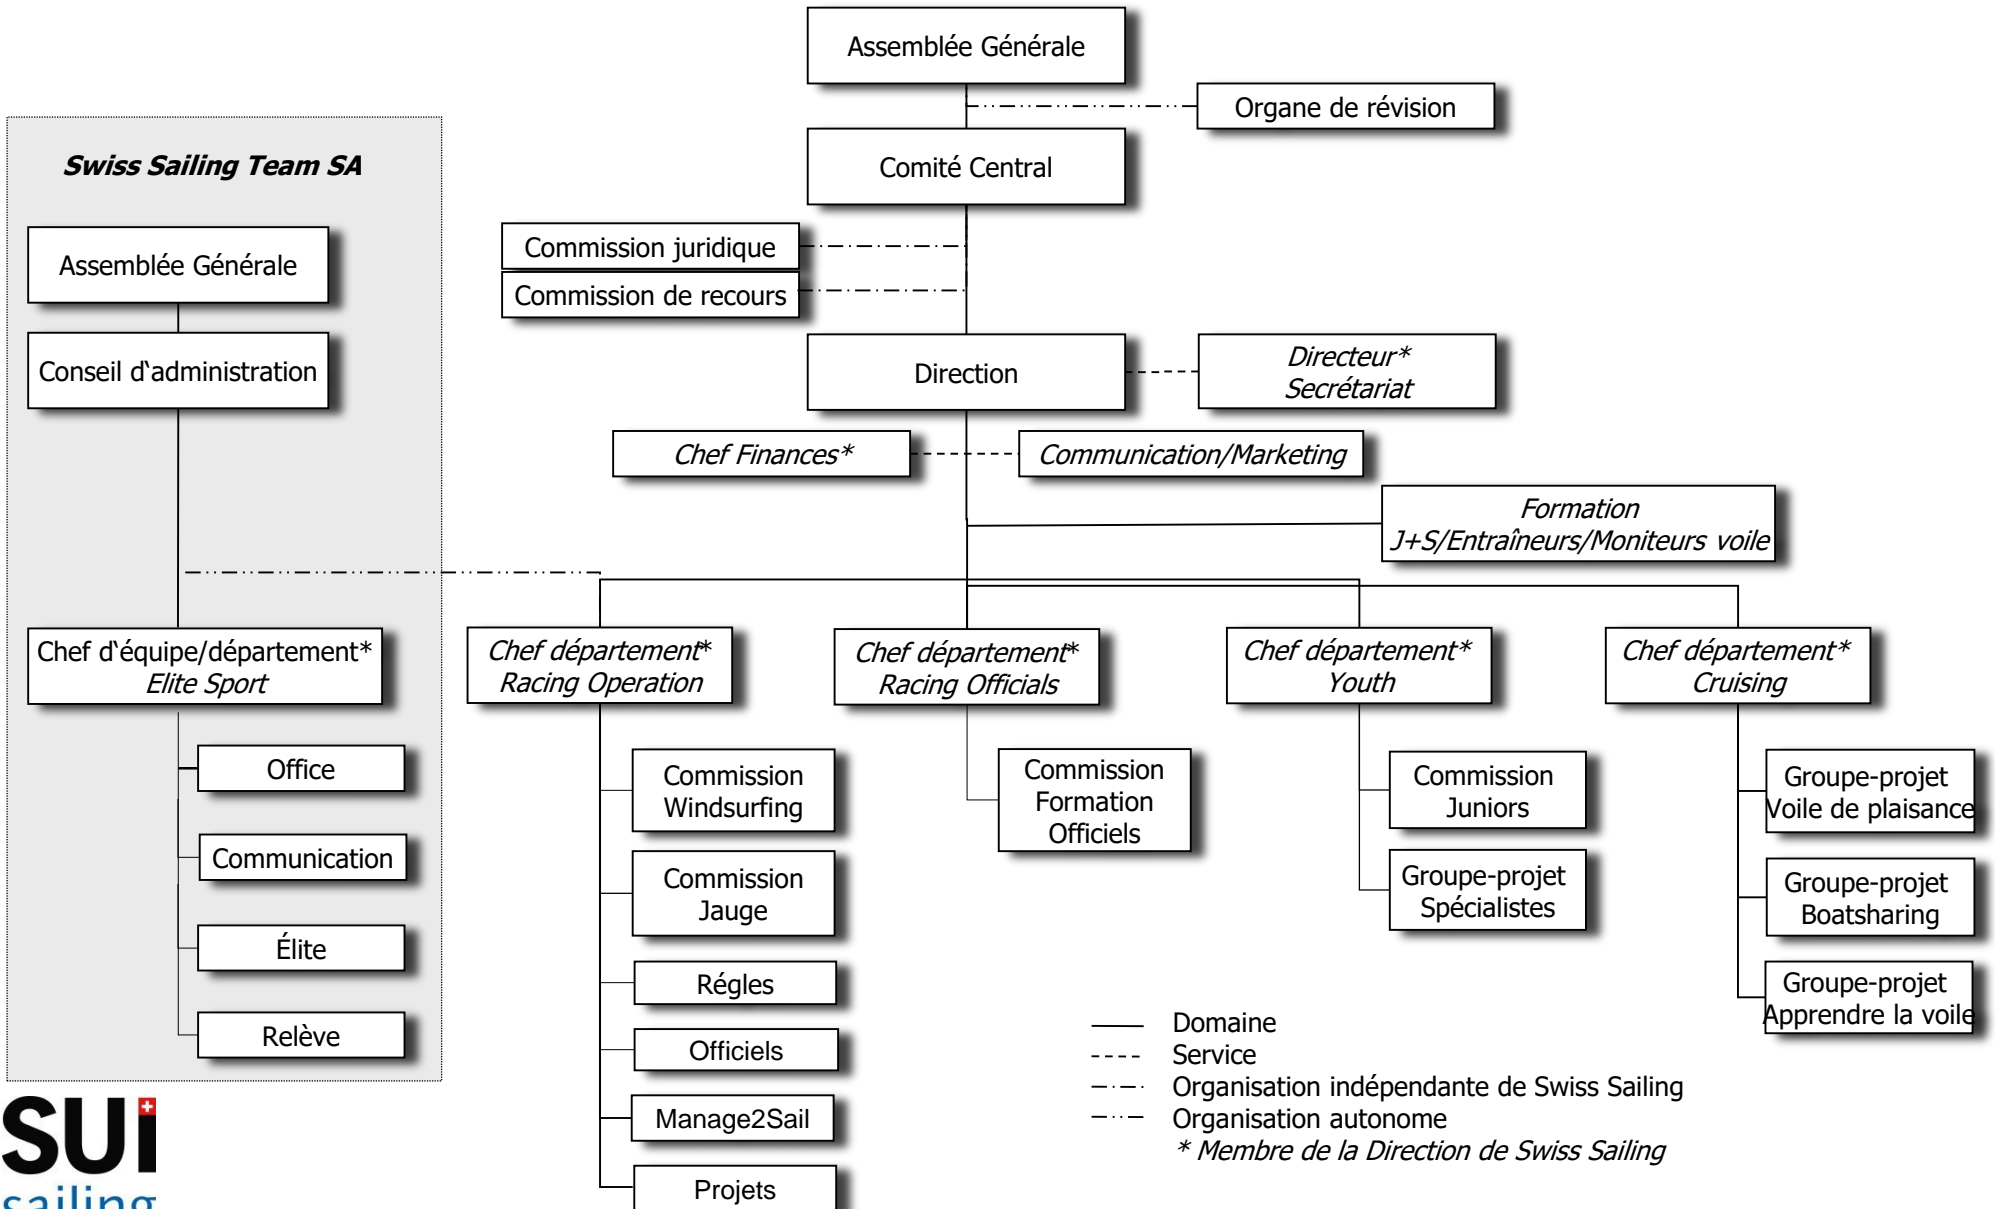 Assemblée Générale
Organe de révision
Comité Central
Commission juridique
Commission de recours
Direction
Directeur*
Secrétariat
Chef Finances*
Communication/Marketing
Formation
J+S/Entraîneurs/Moniteurs voile
Swiss Sailing Team SA
Assemblée Générale
Conseil d‘administration
Chef d‘équipe/département*
Elite Sport
Office
Communication
Élite
Relève
Chef département*
Racing Operation
Commission
Windsurfing
Commission
Jauge
Régles
Officiels
Manage2Sail
Projets
Chef département*
Racing Officials
Commission
Formation
Officiels
Chef département*
Youth
Commission
Juniors
Groupe-projet
Spécialistes
Chef département*
Cruising
Groupe-projet
Voile de plaisance
Groupe-projet
Boatsharing
Groupe-projet
Apprendre la voile
Domaine
Service
Organisation indépendante de Swiss Sailing
Organisation autonome
* Membre de la Direction de Swiss Sailing
SUI
sailing